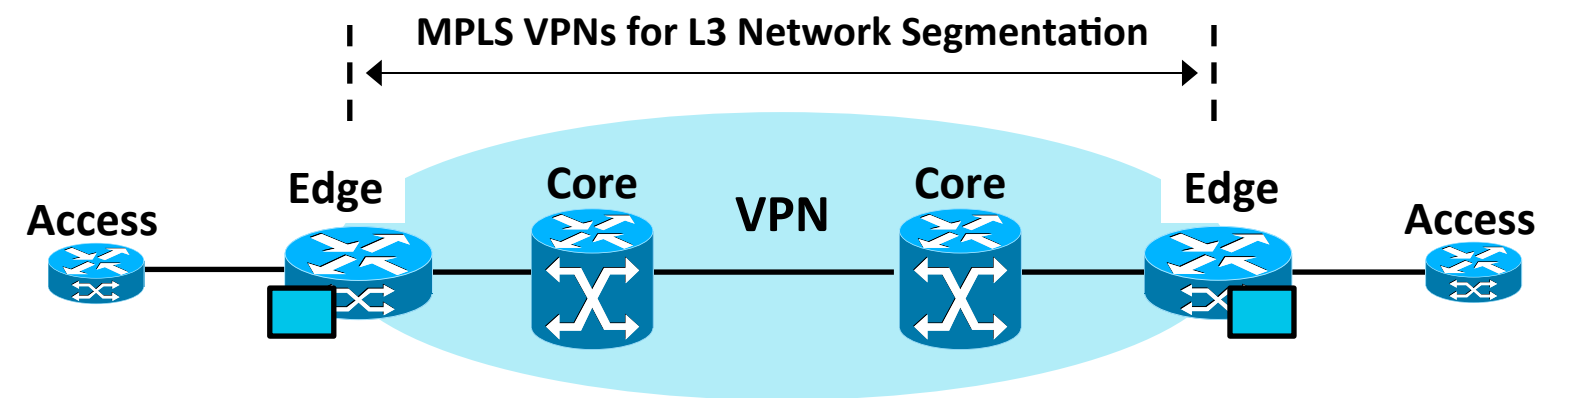 MPLS VPNs for L3 Network Segmentation
Edge
Core
Core
Edge
VPN
Access
Access